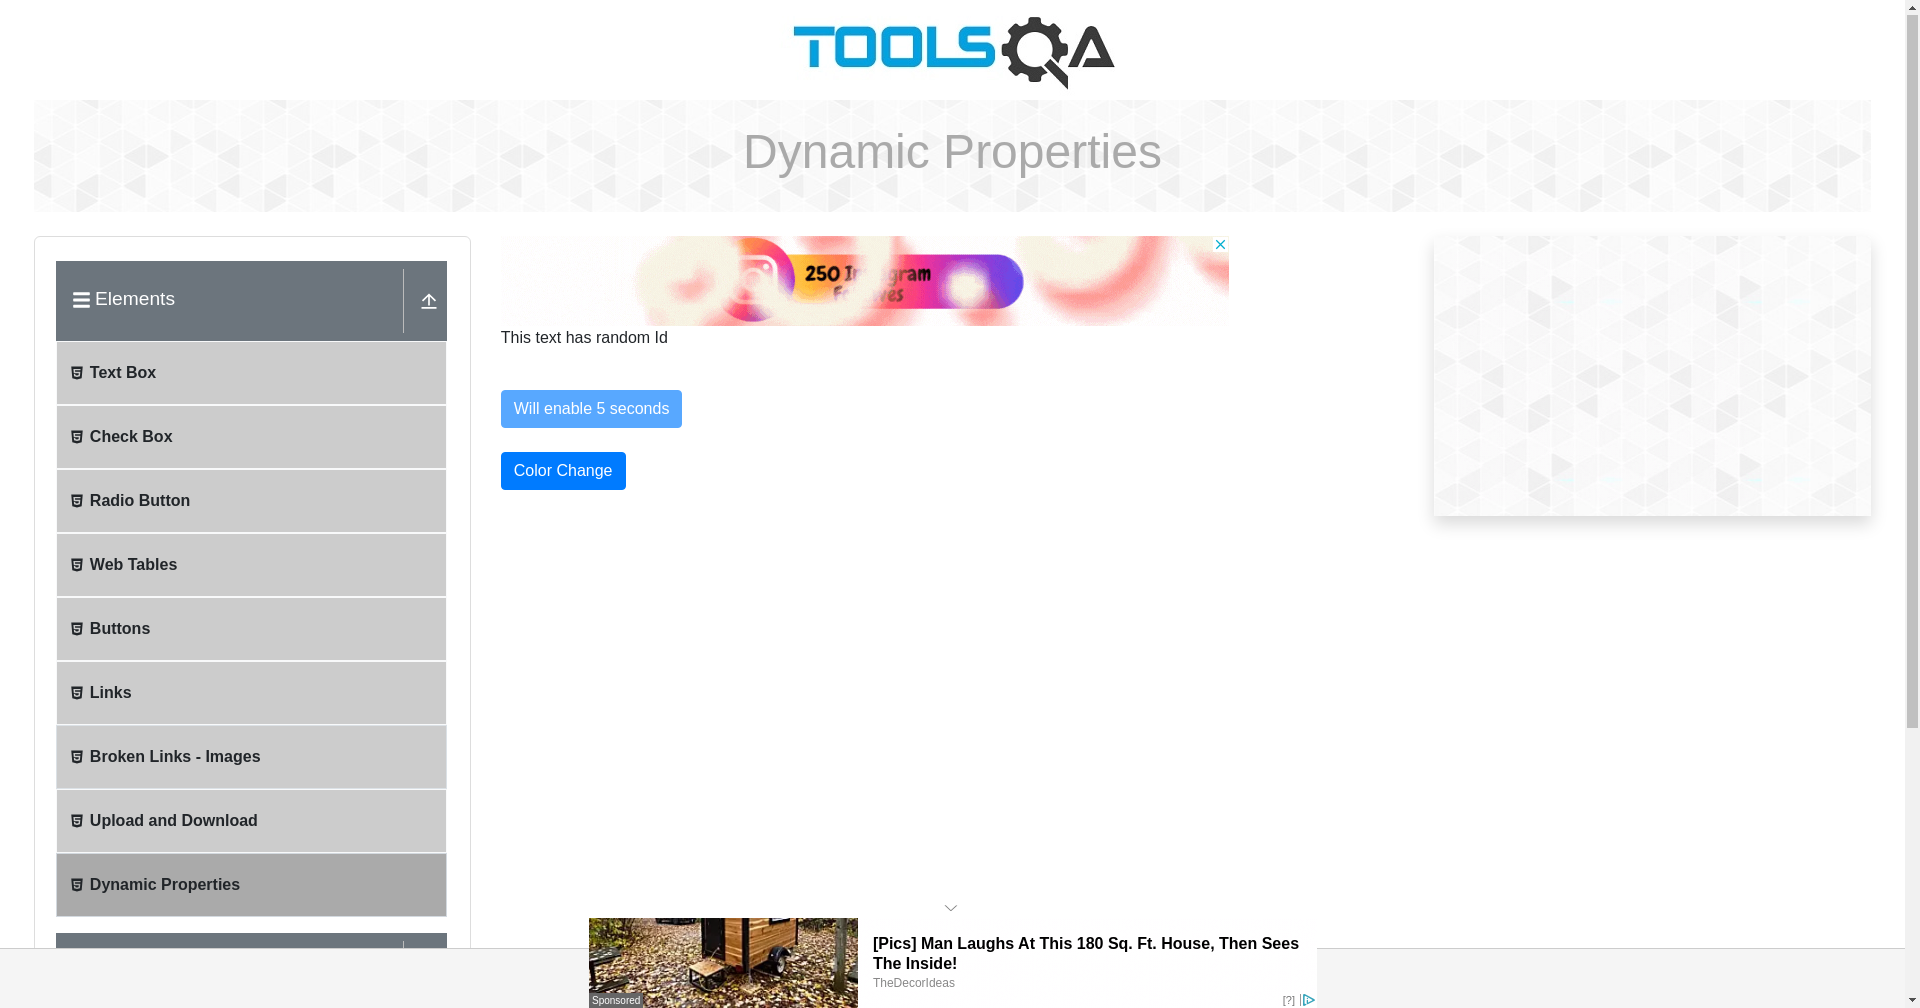 TOOLSQA
Dynamic Properties
Elements
Text Box
Check Box
Radio Button
Web Tables
Buttons
Links
Broken Links - Images
Upload and Download
Dynamic Properties
250 Instagram
This text has random Id
Will enable 5 seconds
Color Change
[Pics] Man Laughs At This 180 Sq. Ft. House, Then Sees
The Inside!
TheDecorIdeas
Sponsored
[?]